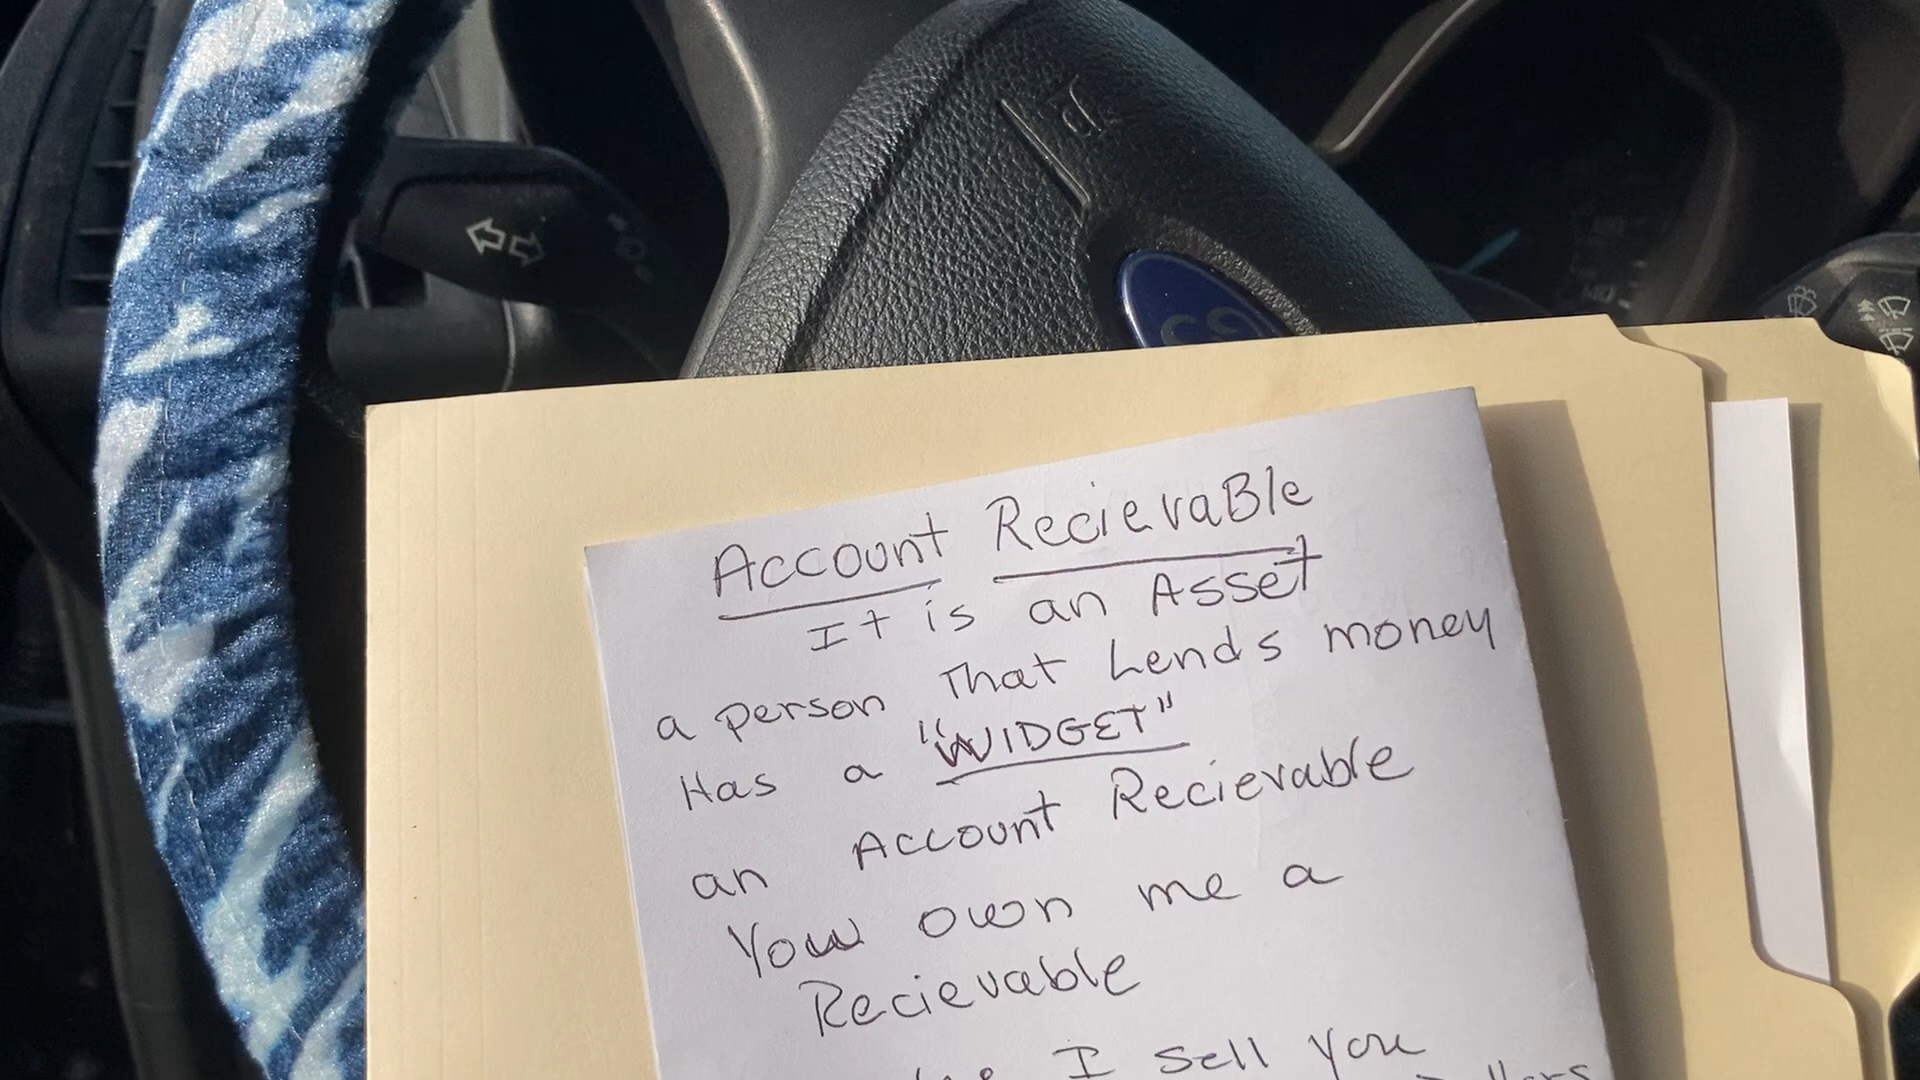 Account RecievaBle
It is an Asset
a person That Lends money
Has a "WIDGET"
an Account Recievable
You own me a
Recievable
I sell you